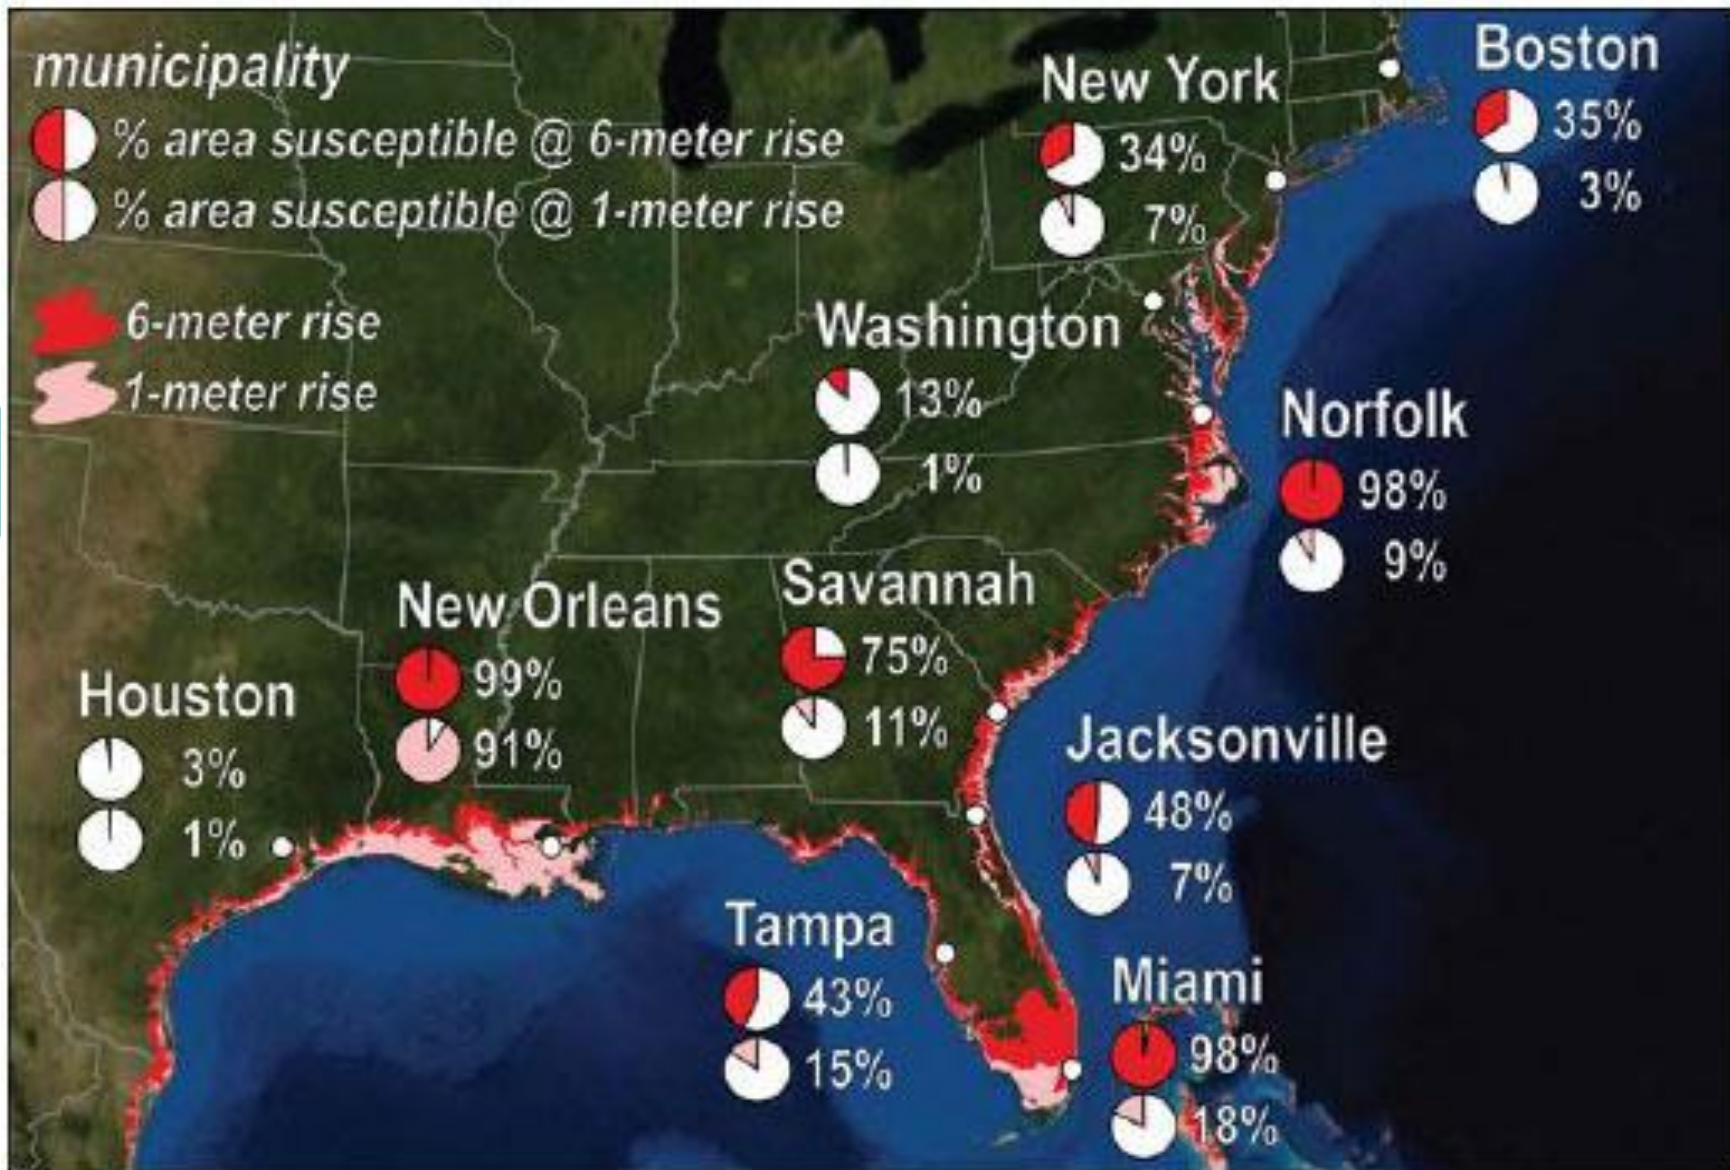 municipality
% area susceptible @ 6-meter rise
% area susceptible @ 1-meter rise
6-meter rise
1-meter rise
New York
34%
7%
Boston
35%
3%
Washington
13%
1%
Norfolk
98%
9%
New Orleans
99%
91%
Savannah
75%
11%
Houston
3%
1%
Jacksonville
48%
7%
Tampa
43%
15%
Miami
98%
18%